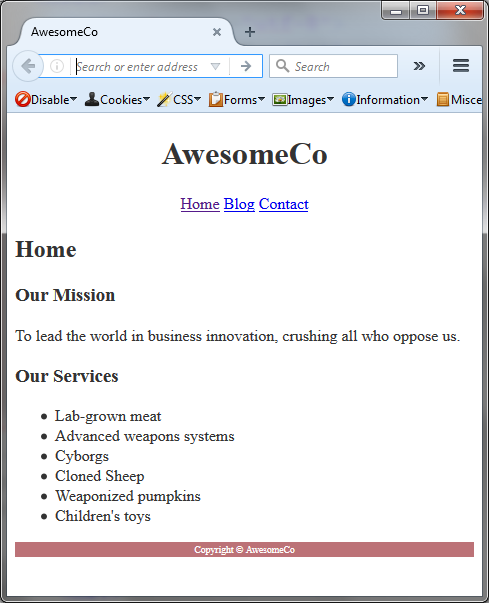 AwesomeCo
Search or enter address
Search
Disable Cookies CSS Forms Images Information Misce
AwesomeCo
Home Blog Contact
Home
Our Mission
To lead the world in business innovation, crushing all who oppose us.
Our Services
Lab-grown meat
Advanced weapons systems
Cyborgs
Cloned Sheep
Weaponized pumpkins
Children's toys
Copyright © AwesomeCo